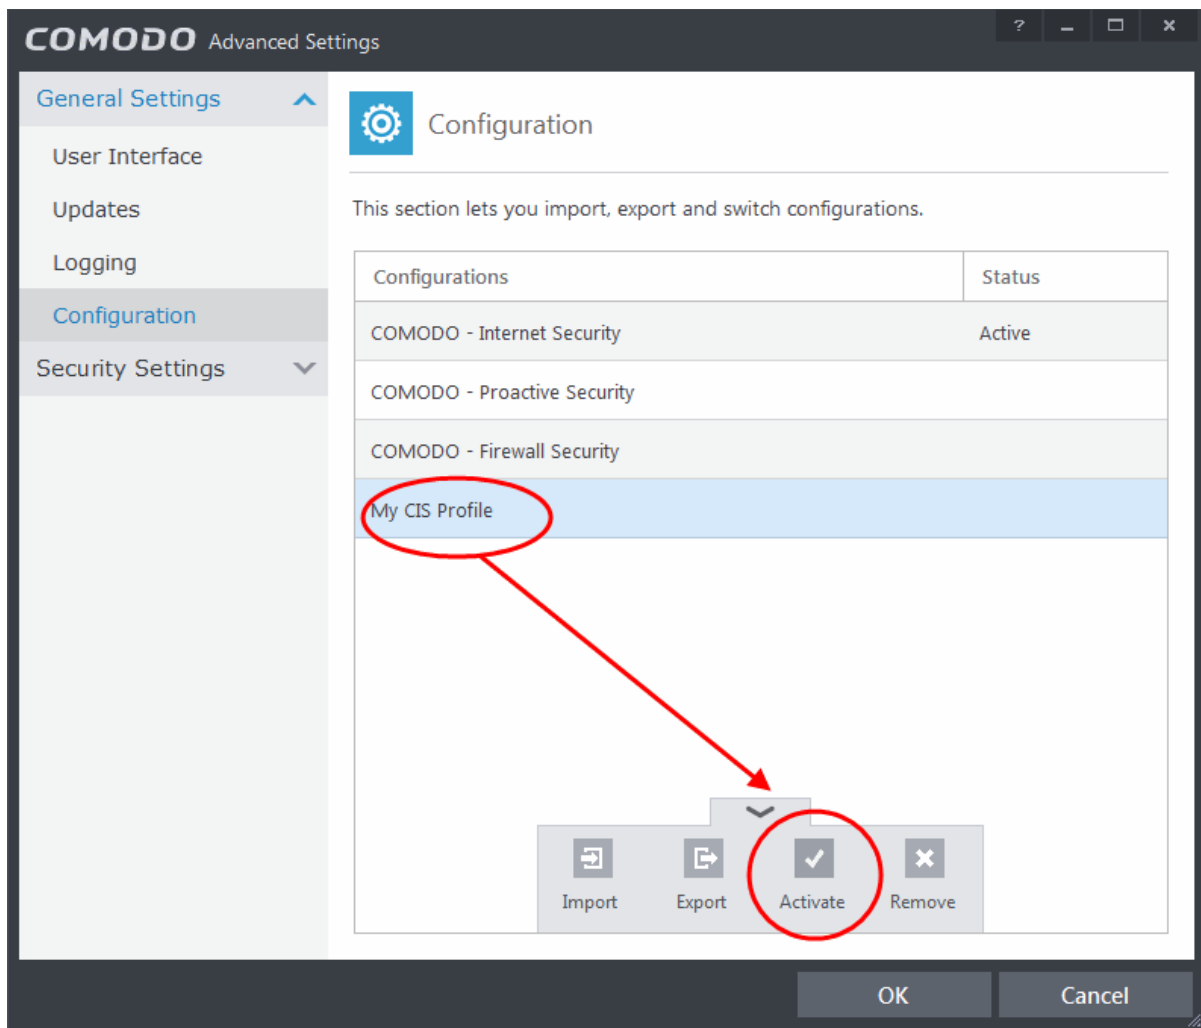 COMODO Advanced Settings
?
General Settings
User Interface
Updates
Logging
Configuration
Security Settings
Configuration
This section lets you import, export and switch configurations.
Configurations Status
COMODO - Internet Security Active
COMODO - Proactive Security
COMODO - Firewall Security
My CIS Profile
Import Export Activate Remove
OK Cancel